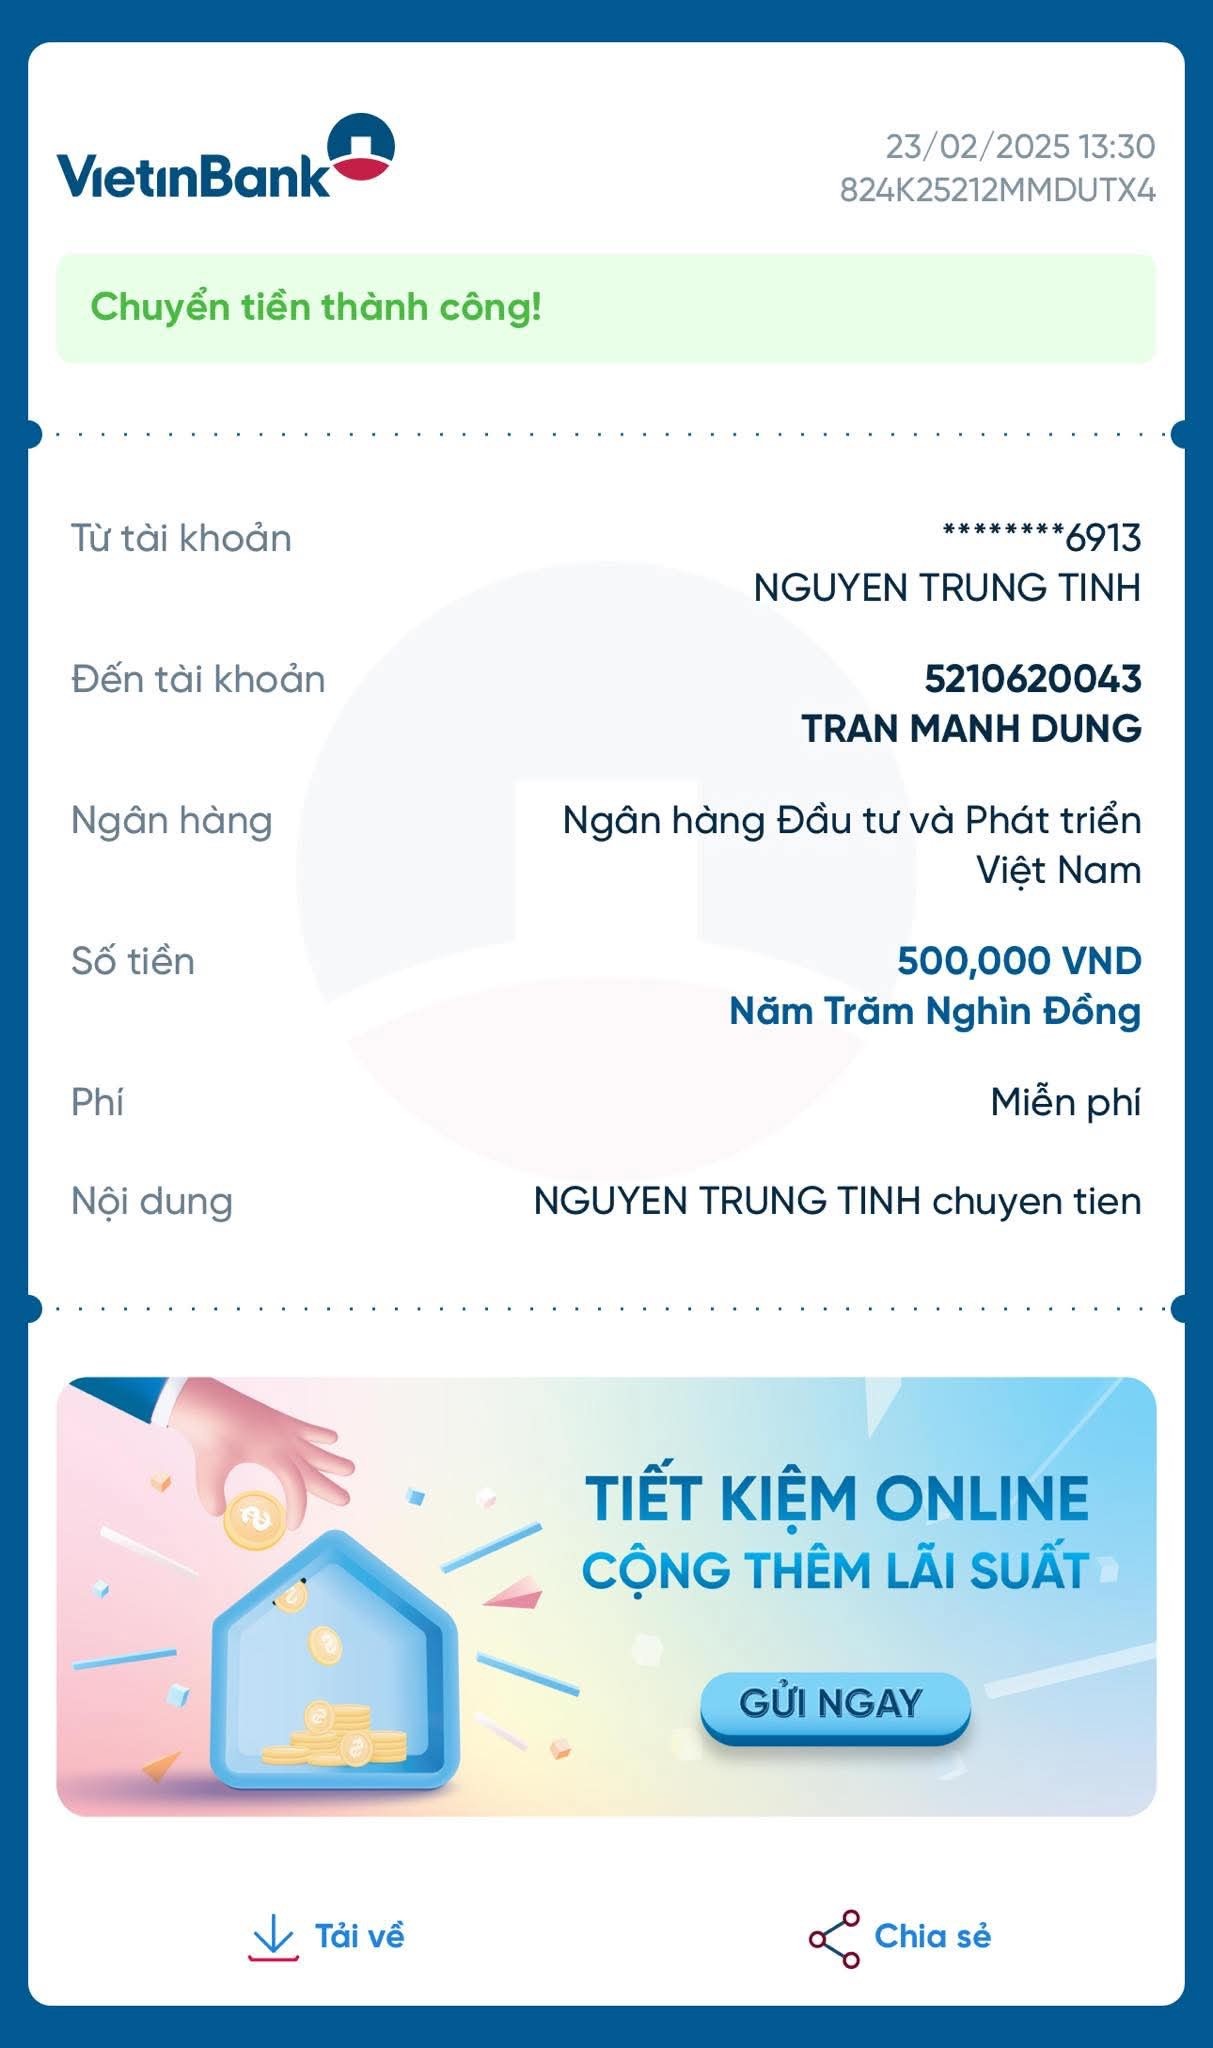 VietinBank
23/02/2025 13:30
824K25212MMDUTX4
Chuyển tiền thành công!
Từ tài khoản
********6913
NGUYEN TRUNG TINH
Đến tài khoản
5210620043
TRAN MANH DUNG
Ngân hàng
Ngân hàng Đầu tư và Phát triển
Việt Nam
Số tiền
500,000 VND
Năm Trăm Nghìn Đồng
Phí
Miễn phí
Nội dung
NGUYEN TRUNG TINH chuyen tien
TIẾT KIỆM ONLINE
CỘNG THÊM LÃI SUẤT
GỬI NGAY
Tải về
Chia sẻ